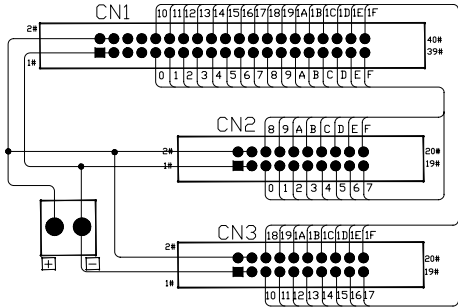 CN1
10 11 12 13 14 15 16 17 18 19 1A 1B 1C 1D 1E 1F
2#
40#
39#
1#
0 1 2 3 4 5 6 7 8 9 A B C D E F
CN2
8 9 A B C D E F
2#
20#
1#
19#
0 1 2 3 4 5 6 7
CN3
18 19 1A 1B 1C 1D 1E 1F
2#
20#
19#
1#
10 11 12 13 14 15 16 17
+ −